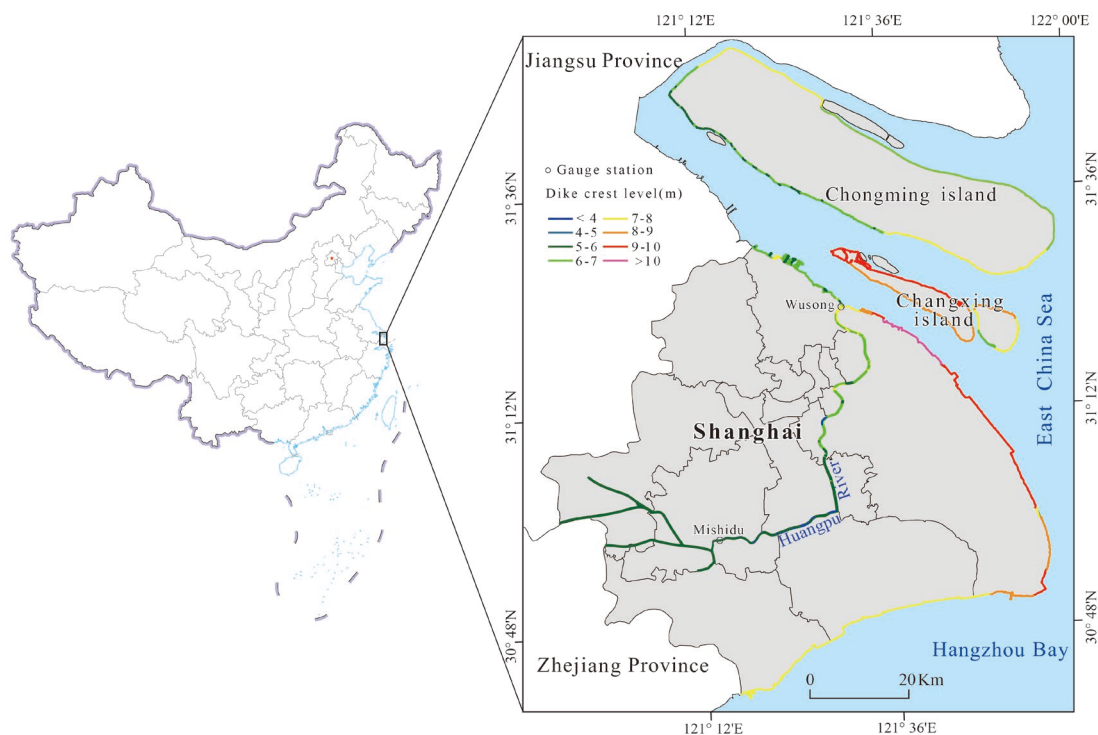 121° 12'E
121° 36'E
122° 00'E
Jiangsu Province
Gauge station
Dike crest level(m)
< 4
7-8
4-5
8-9
5-6
9-10
6-7
>10
Chongming island
31° 36'N
31° 36'N
Wusong
Changxing
island
East China Sea
31° 12'N
31° 12'N
Shanghai
Huangpu River
Mishidu
30° 48'N
30° 48'N
Zhejiang Province
Hangzhou Bay
0 20 Km
121° 12'E
121° 36'E